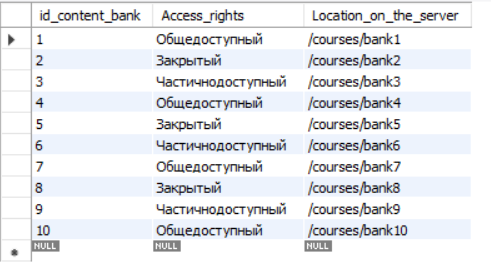 id_content_bank Access_rights Location_on_the_server
1 Общедоступный /courses/bank1
2 Закрытый /courses/bank2
3 Частичнодоступный /courses/bank3
4 Общедоступный /courses/bank4
5 Закрытый /courses/bank5
6 Частичнодоступный /courses/bank6
7 Общедоступный /courses/bank7
8 Закрытый /courses/bank8
9 Частичнодоступный /courses/bank9
10 Общедоступный /courses/bank10
NULL NULL NULL